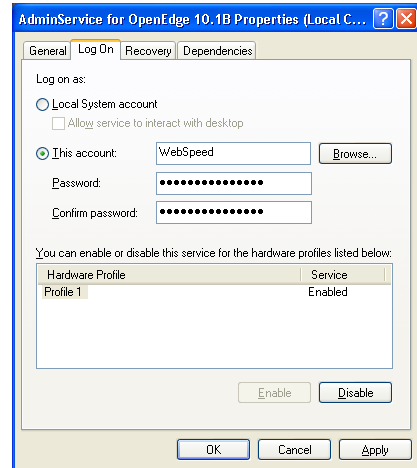 AdminService for OpenEdge 10.1B Properties (Local C...
General Log On Recovery Dependencies
Log on as:
Local System account
Allow service to interact with desktop
This account: WebSpeed Browse...
Password: ●●●●●●●●●●●●●●●
Confirm password: ●●●●●●●●●●●●●●●
You can enable or disable this service for the hardware profiles listed below:
Hardware Profile Service
Profile 1 Enabled
Enable Disable
OK Cancel Apply